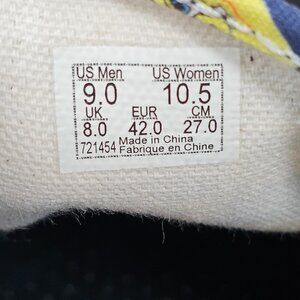 US Men US Women
9.0 10.5
UK EUR CM
8.0 42.0 27.0
721454 Made in China
Fabrique en Chine